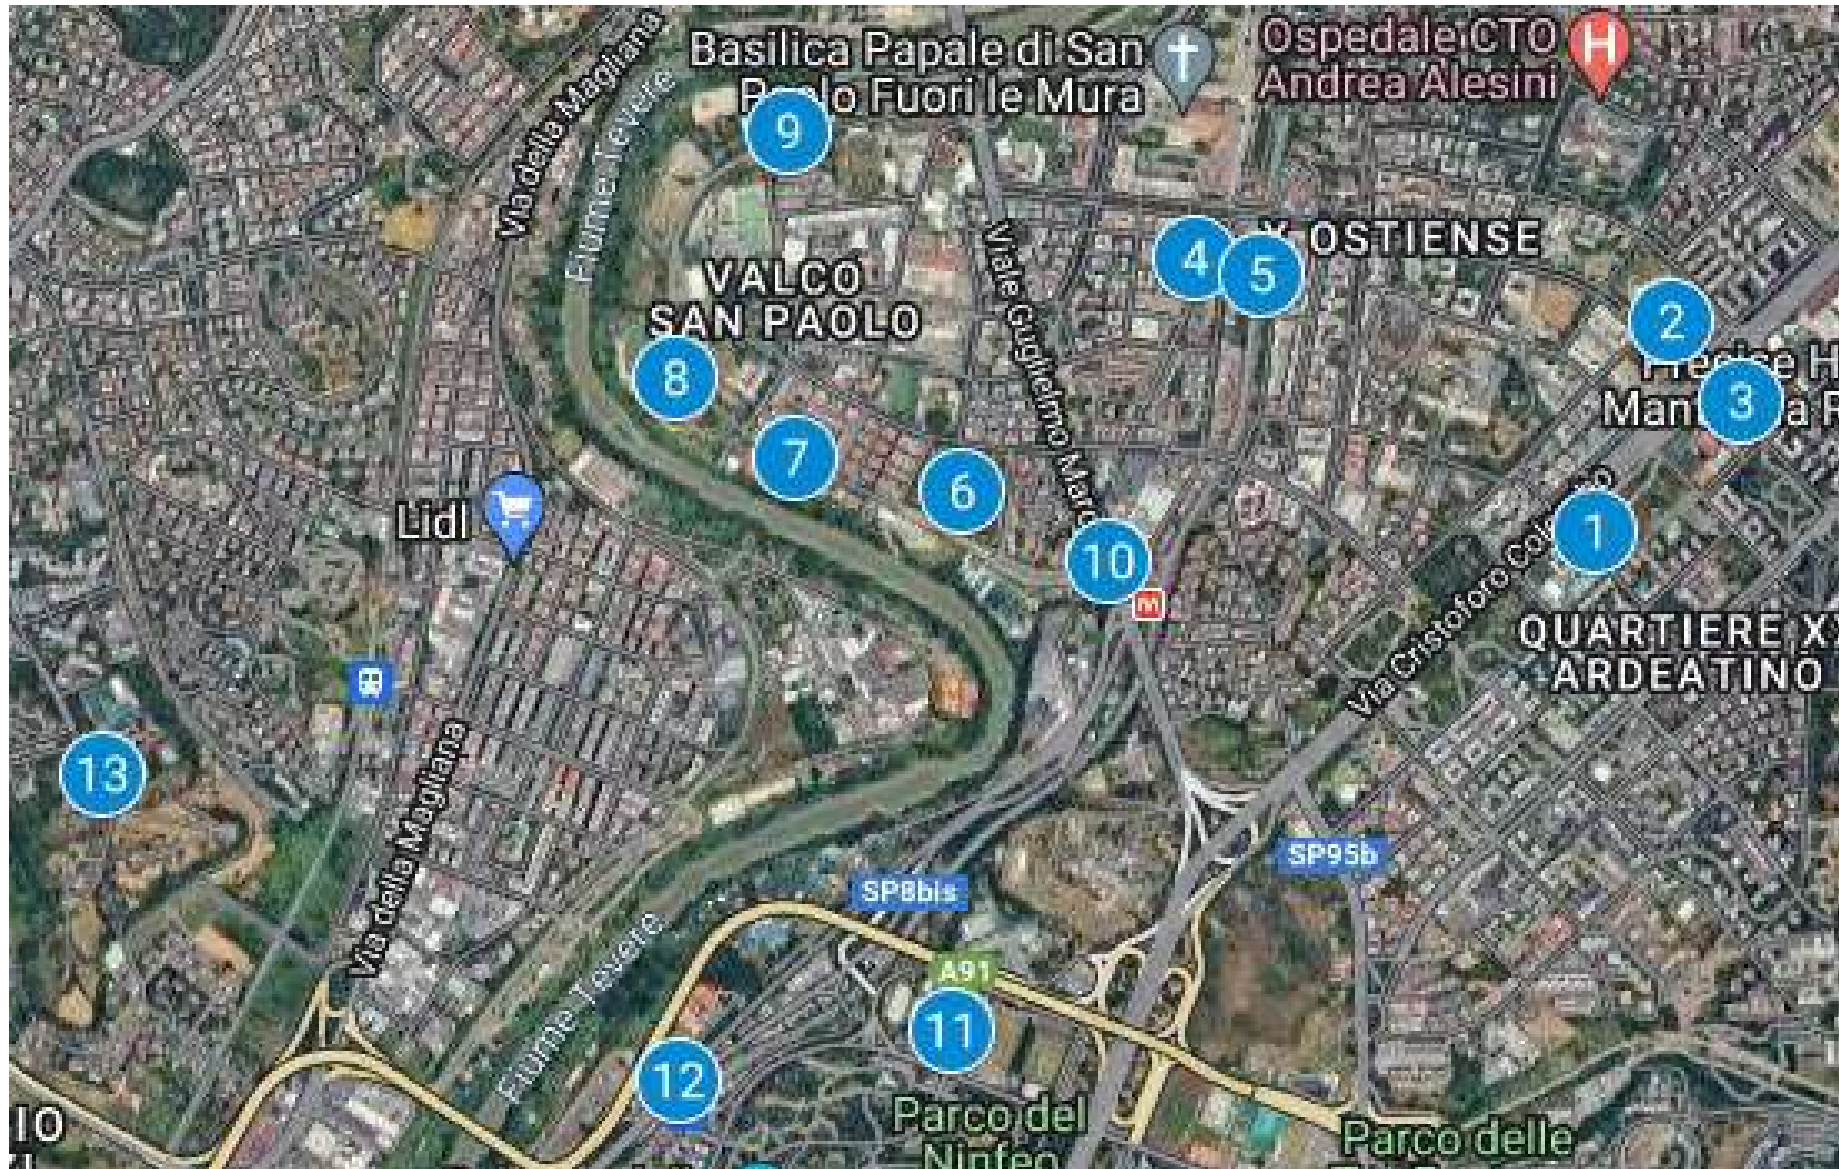 Basilica Papale di San
Paolo Fuori le Mura
Ospedale CTO
Andrea Alesini
H
Via della Magliana
Fiume Tevere
9
4
5
OSTIENSE
VALCO
SAN PAOLO
Viale Guglielmo Marc
2
8
3
7
6
Lidl
10
m
1
Via Cristoforo Colombo
QUARTIERE X
ARDEATINO
13
Via della Magliana
SP95b
SP8bis
Fiume Tevere
A91
11
12
Parco del
Ninfeo
Parco delle
IO